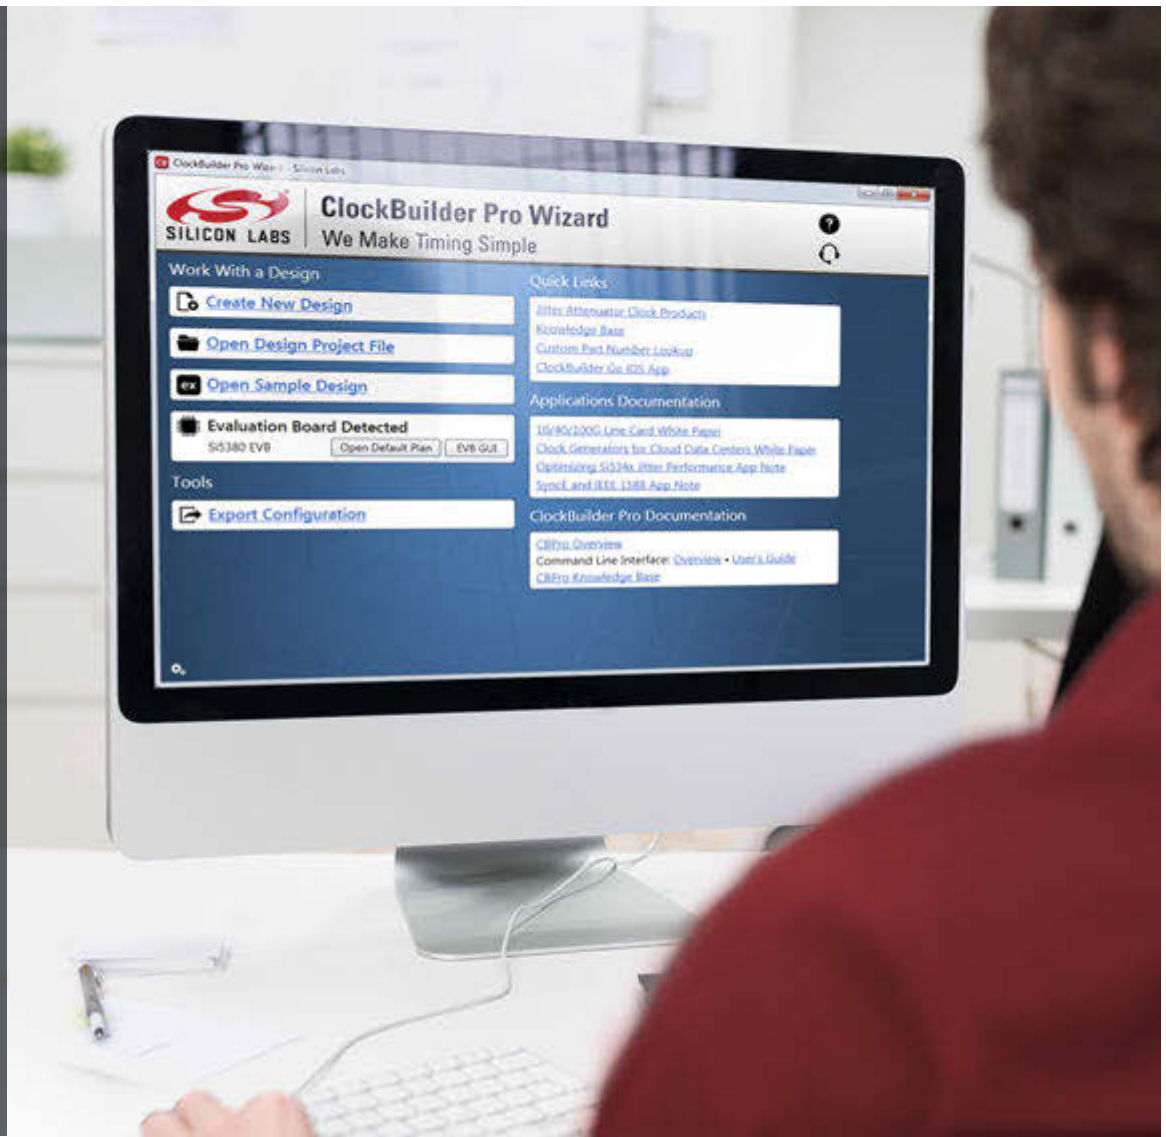 ClockBuilder Pro Wizard - Silicon Labs
SILICON LABS
ClockBuilder Pro Wizard
We Make Timing Simple
?
Work With a Design
Create New Design
Open Design Project File
ex Open Sample Design
Evaluation Board Detected
Si5380 EVB
Open Default Plan
EVB GUI
Tools
Export Configuration
Quick Links
Jitter Attenuator Clock Products
Knowledge Base
Custom Part Number Lookup
ClockBuilder Go iOS App
Applications Documentation
10/40/100G Line Card White Paper
Clock Generators for Cloud Data Centers White Paper
Optimizing Si534x Jitter Performance App Note
SyncE and IEEE 1588 App Note
ClockBuilder Pro Documentation
CBPro Overview
Command Line Interface: Overview • User's Guide
CBPro Knowledge Base